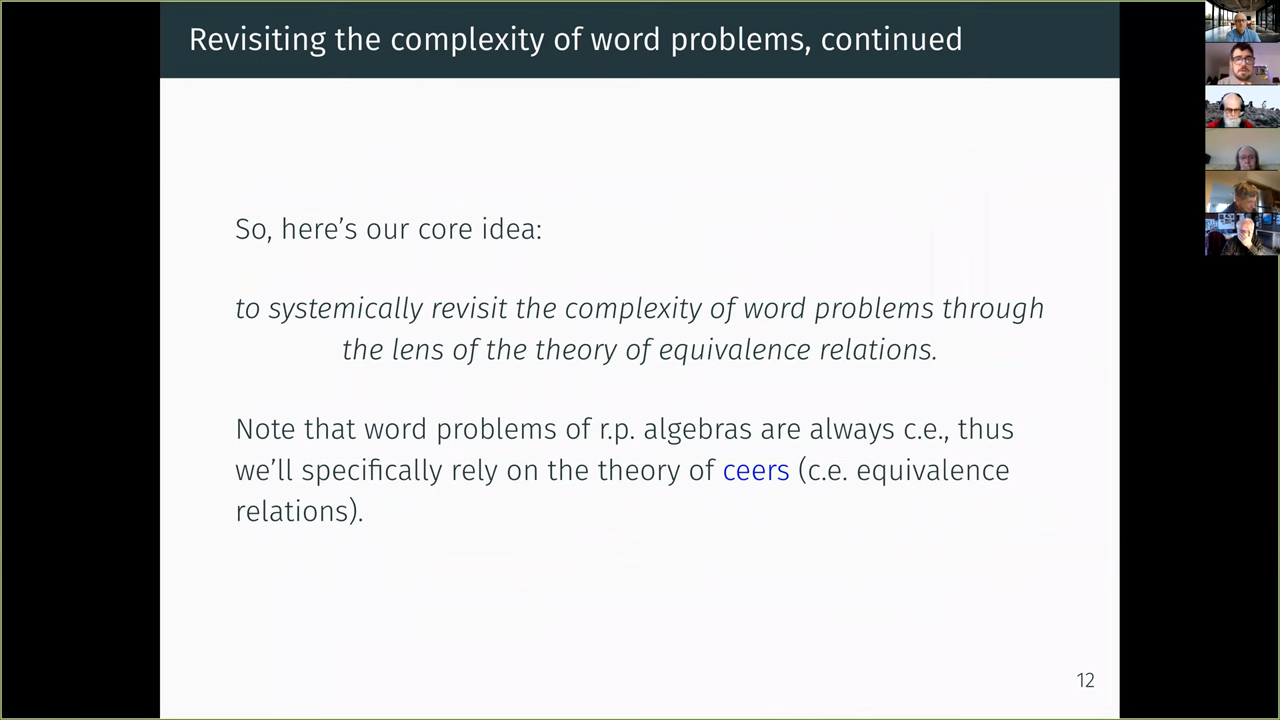 Revisiting the complexity of word problems, continued
So, here’s our core idea:
to systemically revisit the complexity of word problems through
the lens of the theory of equivalence relations.
Note that word problems of r.p. algebras are always c.e., thus
we’ll specifically rely on the theory of ceers (c.e. equivalence
relations).
12